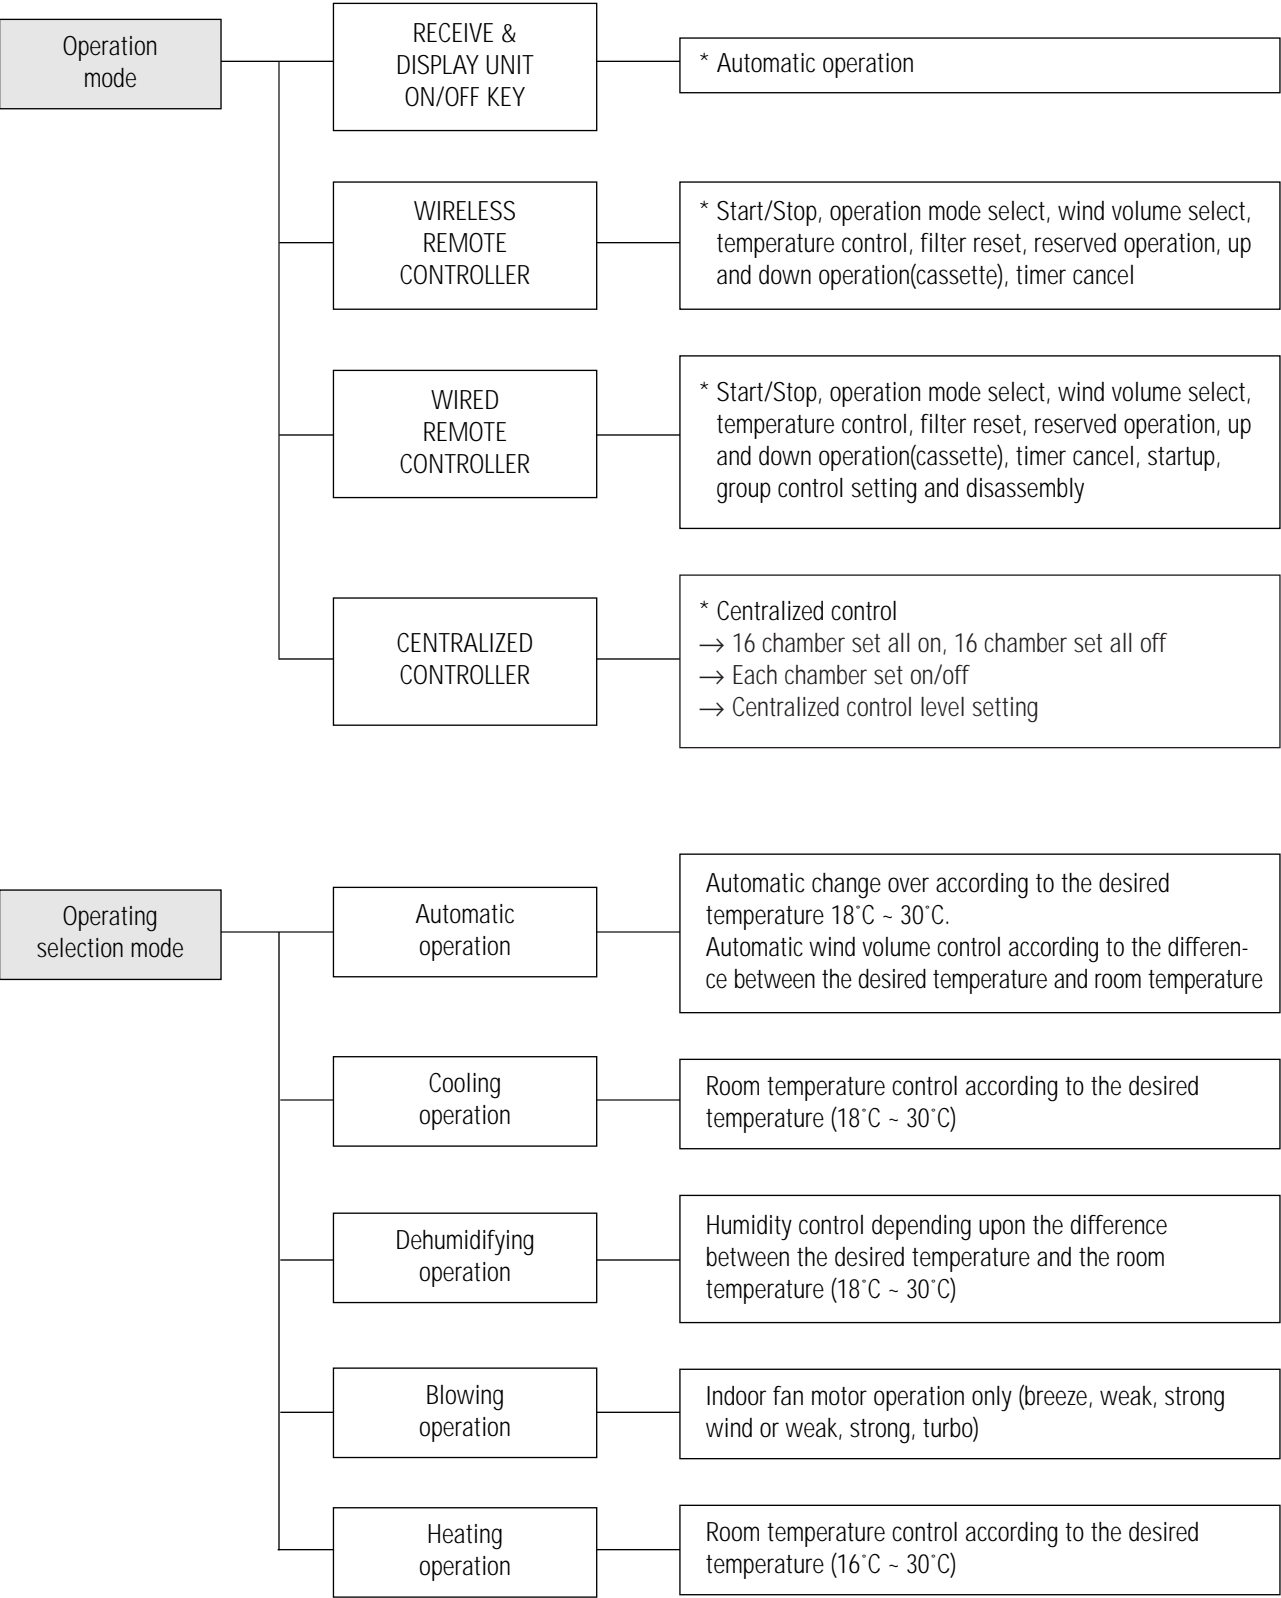 Operation
mode
RECEIVE &
DISPLAY UNIT
ON/OFF KEY
* Automatic operation
WIRELESS
REMOTE
CONTROLLER
* Start/Stop, operation mode select, wind volume select,
temperature control, filter reset, reserved operation, up
and down operation(cassette), timer cancel
WIRED
REMOTE
CONTROLLER
* Start/Stop, operation mode select, wind volume select,
temperature control, filter reset, reserved operation, up
and down operation(cassette), timer cancel, startup,
group control setting and disassembly
CENTRALIZED
CONTROLLER
* Centralized control
→ 16 chamber set all on, 16 chamber set all off
→ Each chamber set on/off
→ Centralized control level setting
Operating
selection mode
Automatic
operation
Automatic change over according to the desired
temperature 18˚C ~ 30˚C.
Automatic wind volume control according to the differen-
ce between the desired temperature and room temperature
Cooling
operation
Room temperature control according to the desired
temperature (18˚C ~ 30˚C)
Dehumidifying
operation
Humidity control depending upon the difference
between the desired temperature and the room
temperature (18˚C ~ 30˚C)
Blowing
operation
Indoor fan motor operation only (breeze, weak, strong
wind or weak, strong, turbo)
Heating
operation
Room temperature control according to the desired
temperature (16˚C ~ 30˚C)